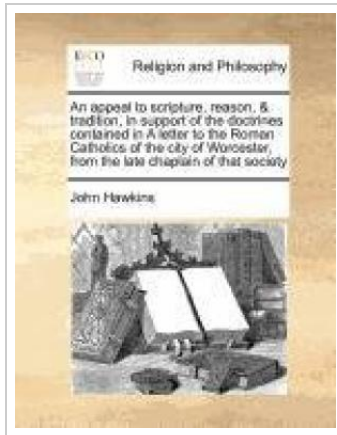 ECCO
Religion and Philosophy
An appeal to scripture, reason, &
tradition, in support of the doctrines
contained in A letter to the Roman
Catholics of the city of Worcester,
from the late chaplain of that society
John Hawkins